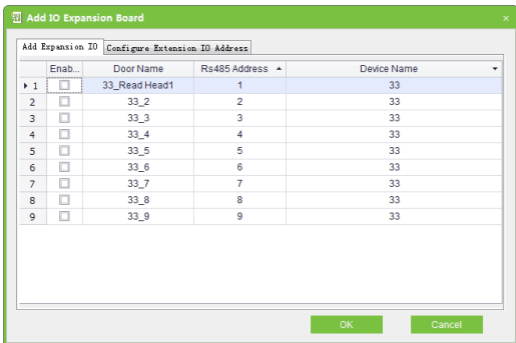 Add IO Expansion Board
Add Expansion IO Configure Extension IO Address
Enab... Door Name Rs485 Address Device Name
1 33_Read Head1 1 33
2 33_2 2 33
3 33_3 3 33
4 33_4 4 33
5 33_5 5 33
6 33_6 6 33
7 33_7 7 33
8 33_8 8 33
9 33_9 9 33
OK Cancel